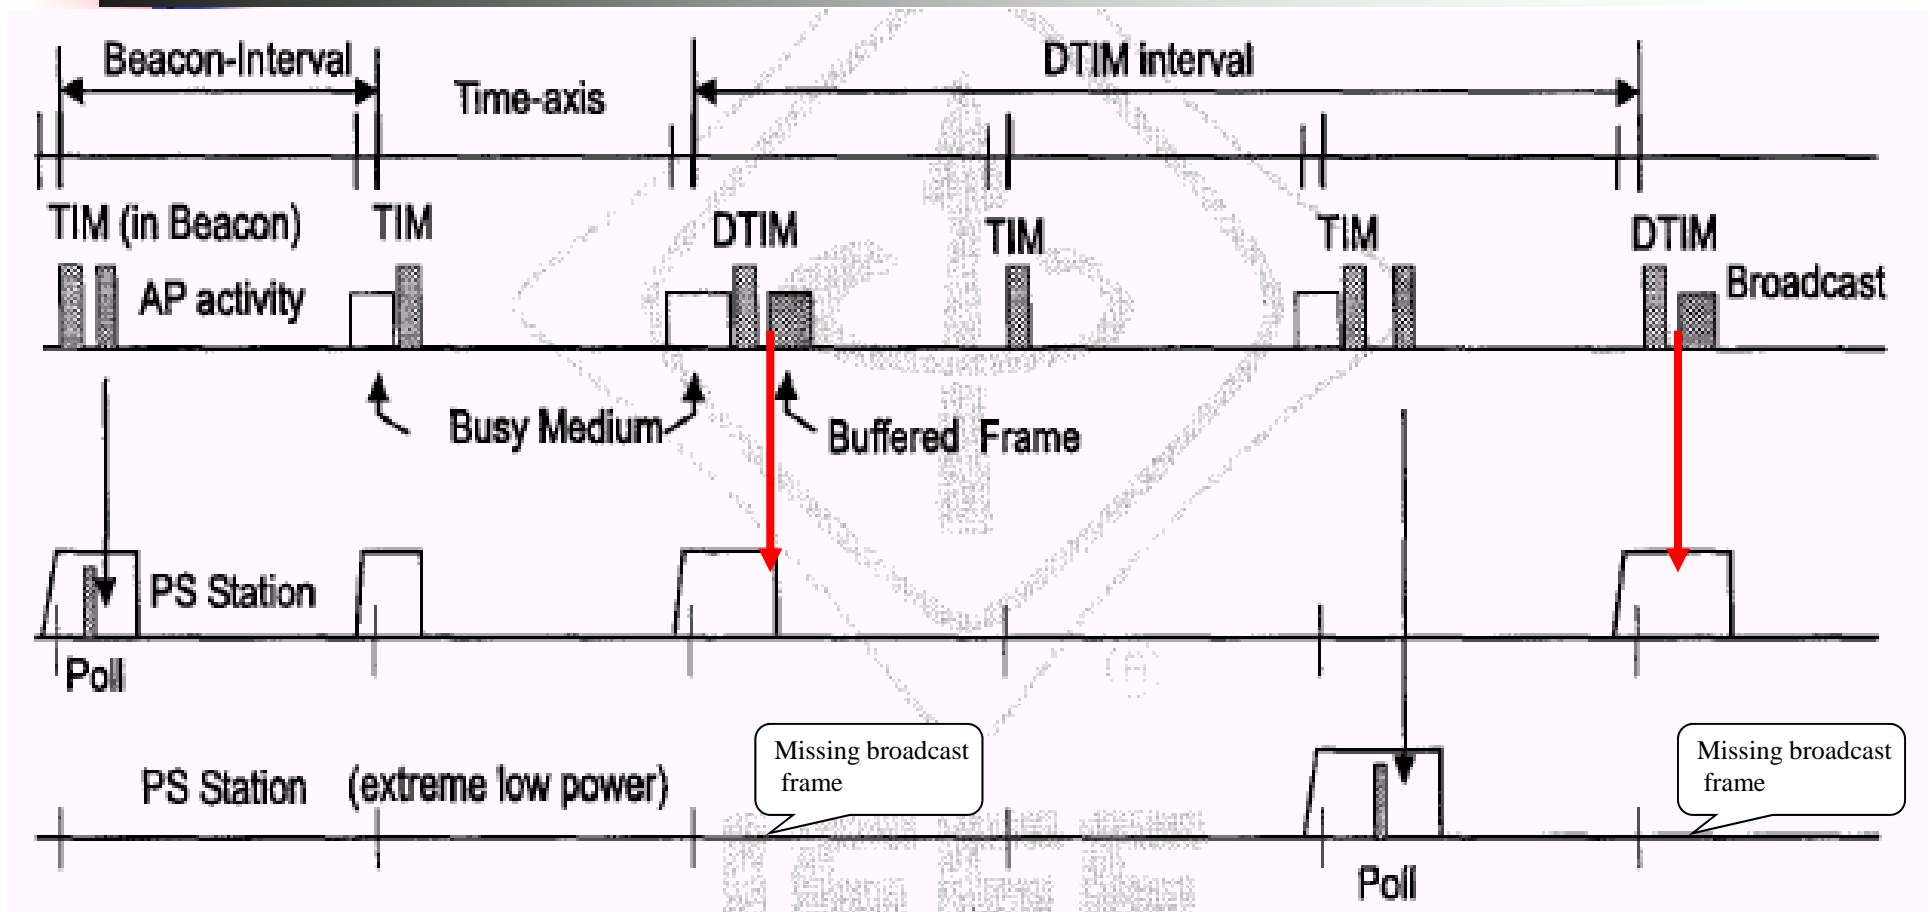 Beacon-Interval
DTIM interval
Time-axis
TIM (in Beacon)
TIM
DTIM
TIM
TIM
DTIM
AP activity
Broadcast
Busy Medium
Buffered Frame
PS Station
Poll
Missing broadcast
frame
Missing broadcast
frame
PS Station (extreme low power)
Poll
IEEE